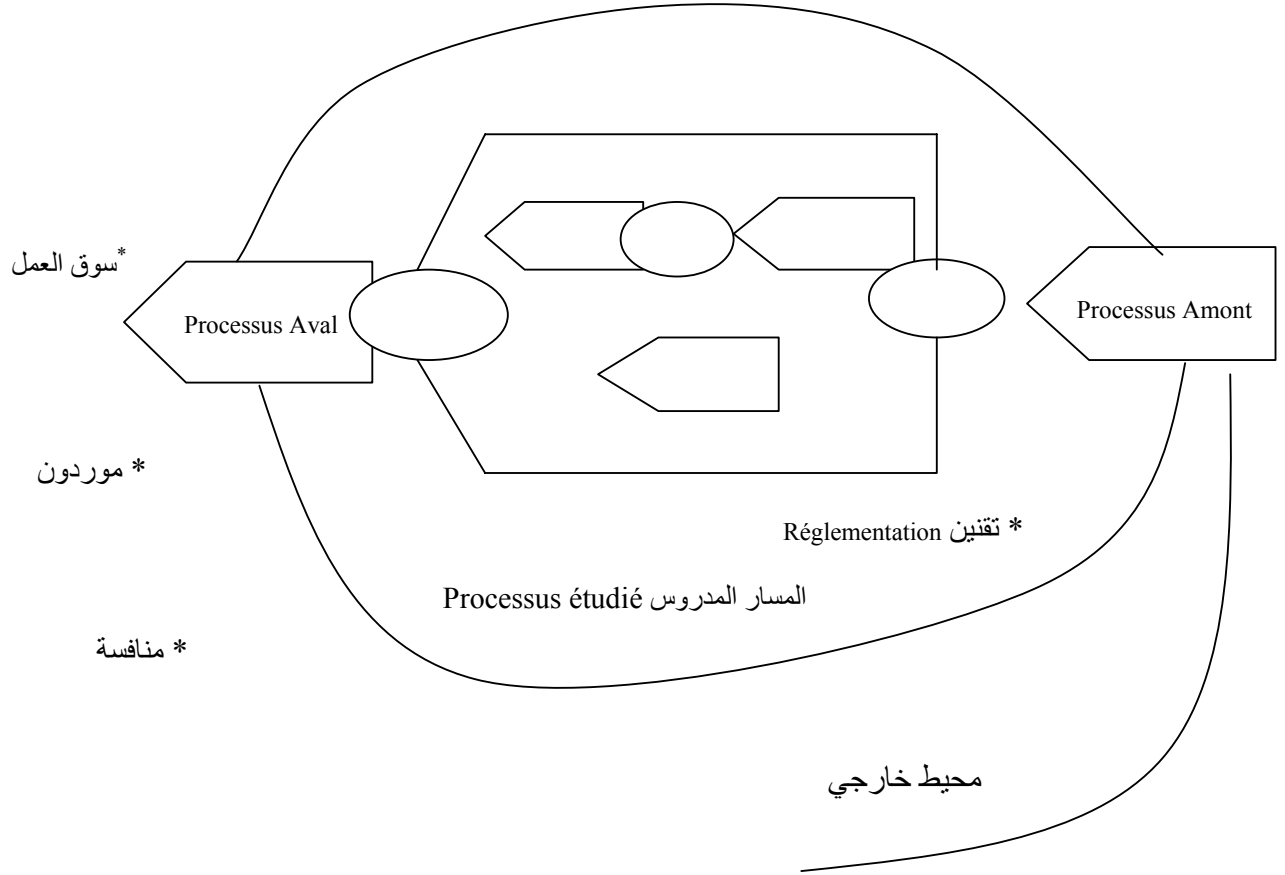 *سوق العمل
Processus Aval
Processus Amont
* موردون
* تقنين Réglementation
المسار المدروس Processus étudié
* منافسة
محيط خارجي